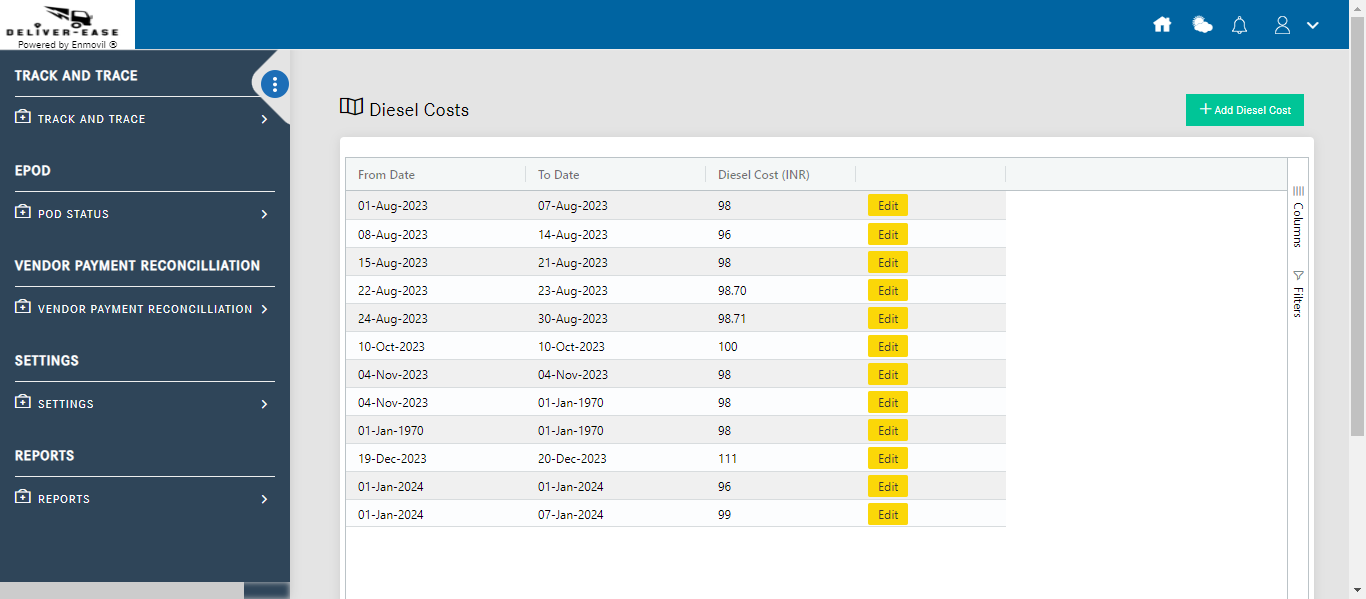 DELIVER-EASE
Powered by Enmovil ®
TRACK AND TRACE
TRACK AND TRACE
EPOD
POD STATUS
VENDOR PAYMENT RECONCILLIATION
VENDOR PAYMENT RECONCILLIATION
SETTINGS
SETTINGS
REPORTS
REPORTS
Diesel Costs
+ Add Diesel Cost
From Date To Date Diesel Cost (INR)
01-Aug-2023 07-Aug-2023 98 Edit
08-Aug-2023 14-Aug-2023 96 Edit
15-Aug-2023 21-Aug-2023 98 Edit
22-Aug-2023 23-Aug-2023 98.70 Edit
24-Aug-2023 30-Aug-2023 98.71 Edit
10-Oct-2023 10-Oct-2023 100 Edit
04-Nov-2023 04-Nov-2023 98 Edit
04-Nov-2023 01-Jan-1970 98 Edit
01-Jan-1970 01-Jan-1970 98 Edit
19-Dec-2023 20-Dec-2023 111 Edit
01-Jan-2024 01-Jan-2024 96 Edit
01-Jan-2024 07-Jan-2024 99 Edit
Columns
Filters